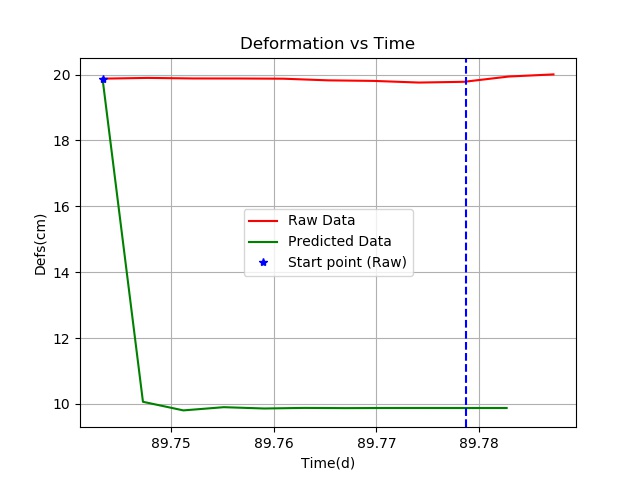 Deformation vs Time
20
18
16
14
12
10
Defs(cm)
Raw Data
Predicted Data
Start point (Raw)
89.75 89.76 89.77 89.78
Time(d)